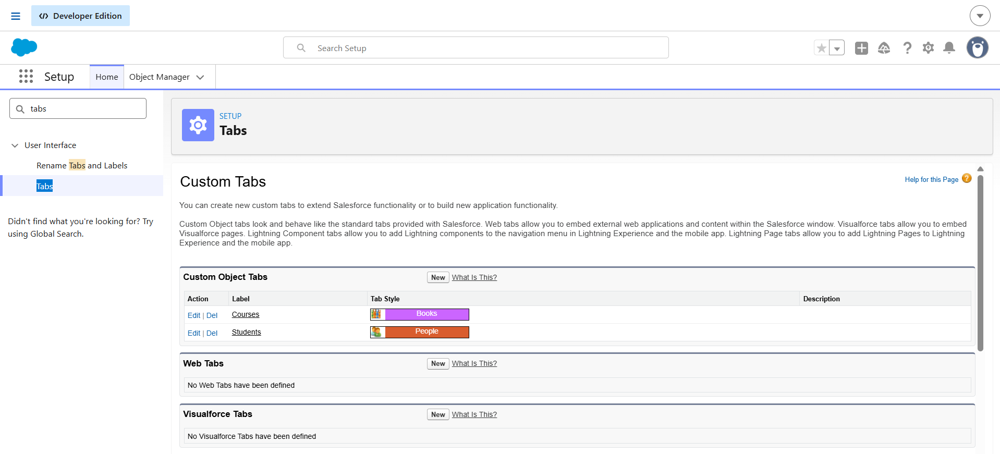 Developer Edition
Search Setup
Setup
Home
Object Manager
tabs
User Interface
Rename Tabs and Labels
Tabs
Didn't find what you're looking for? Try
using Global Search.
SETUP
Tabs
Custom Tabs
Help for this Page
You can create new custom tabs to extend Salesforce functionality or to build new application functionality.
Custom Object tabs look and behave like the standard tabs provided with Salesforce. Web tabs allow you to embed external web applications and content within the Salesforce window. Visualforce tabs allow you to embed
Visualforce pages. Lightning Component tabs allow you to add Lightning components to the navigation menu in Lightning Experience and the mobile app. Lightning Page tabs allow you to add Lightning Pages to Lightning
Experience and the mobile app.
Custom Object Tabs New What Is This?
Action Label Tab Style Description
Edit | Del Courses Books
Edit | Del Students People
Web Tabs New What Is This?
No Web Tabs have been defined
Visualforce Tabs New What Is This?
No Visualforce Tabs have been defined